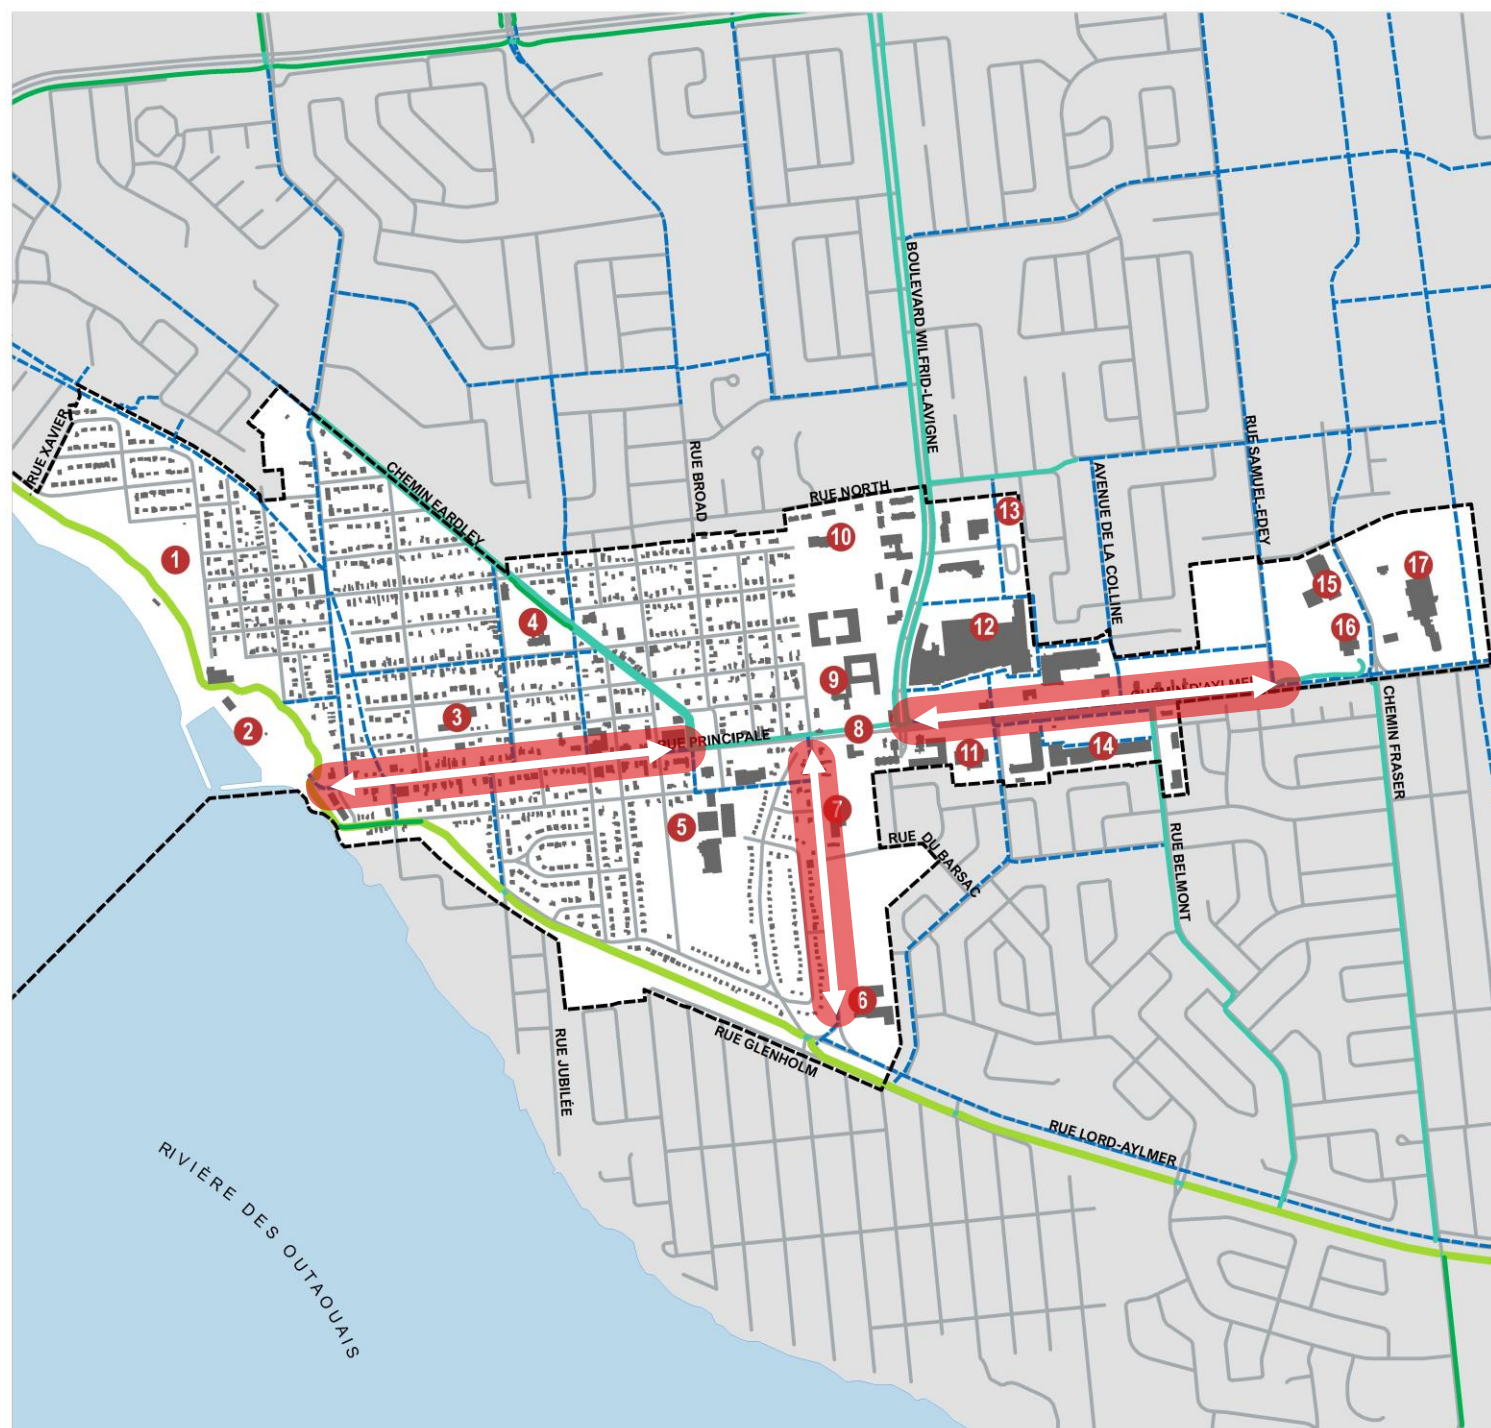 BOULEVARD WILFRID-LAVIGNE
RUE XAVIER
CHEMIN EARDLEY
RUE BROAD
RUE NORTH
AVENUE DE LA COLLINE
RUE SAMUEL-EDEY
13
10
17
1
15
4
12
16
9
CHEMIN D'AYLMER
3
8
2
RUE PRINCIPALE
11
14
CHEMIN FRASER
7
5
RUE DU BARSAC
RUE BELMONT
6
RUE GLENHOLM
RUE JUBILÉE
RUE LORD-AYLMER
RIVIÈRE DES OUTAOUAIS